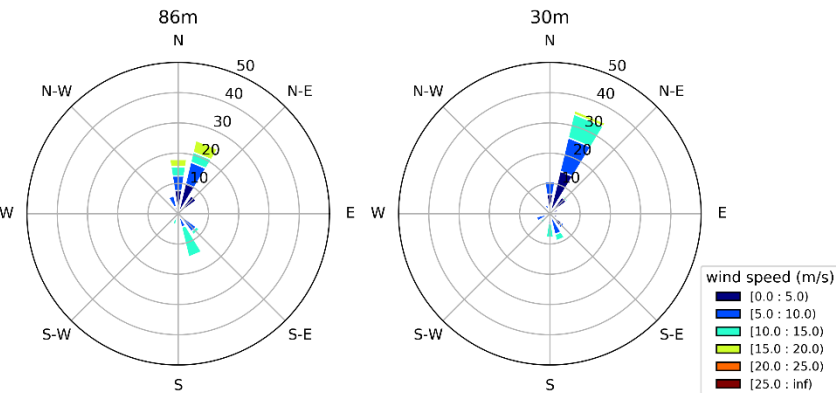 86m
30m
N
N
50
50
N-W
N-E
N-W
N-E
40
40
30
30
20
20
10
10
W
E
W
E
wind speed (m/s)
[0.0 : 5.0)
[5.0 : 10.0)
[10.0 : 15.0)
[15.0 : 20.0)
[20.0 : 25.0)
[25.0 : inf)
S-W
S-E
S-W
S-E
S
S